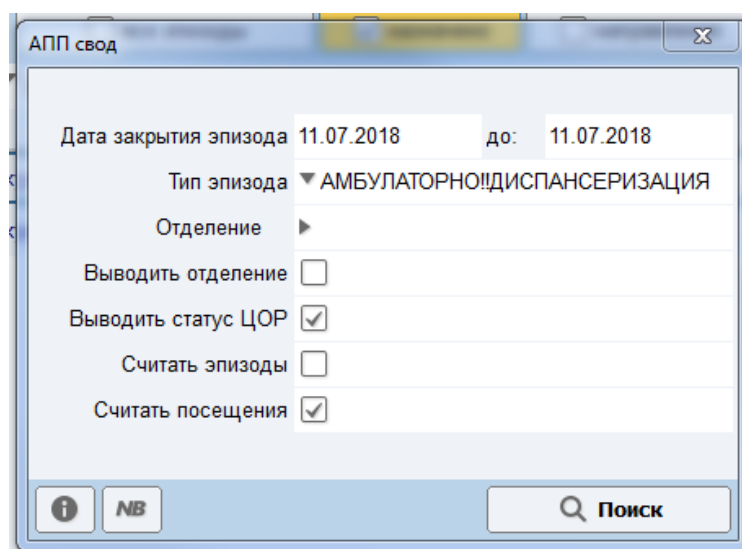 АПП свод
Дата закрытия эпизода 11.07.2018 до: 11.07.2018
Тип эпизода АМБУЛАТОРНО!!ДИСПАНСЕРИЗАЦИЯ
Отделение
Выводить отделение
Выводить статус ЦОР
Считать эпизоды
Считать посещения
NB Поиск